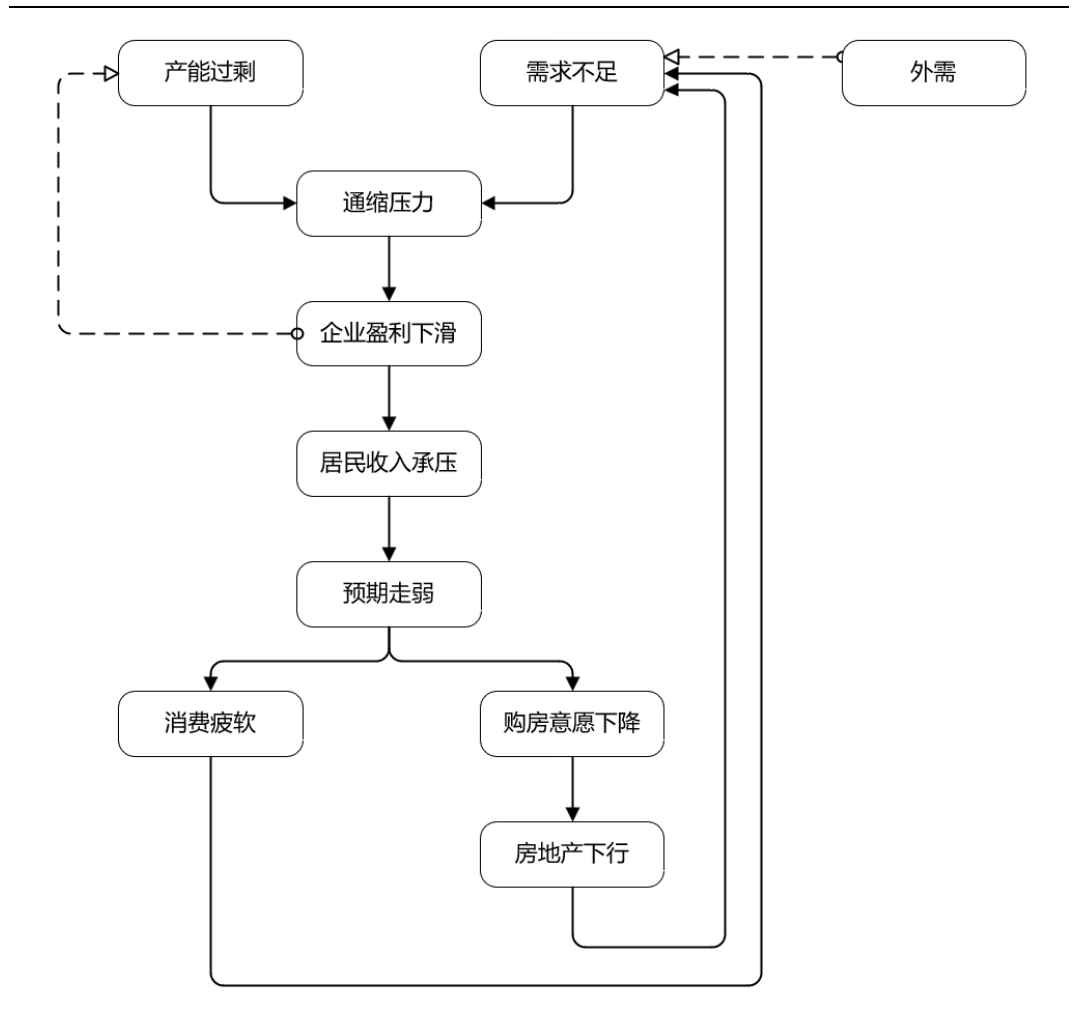 产能过剩
需求不足
外需
通缩压力
企业盈利下滑
居民收入承压
预期走弱
消费疲软
购房意愿下降
房地产下行